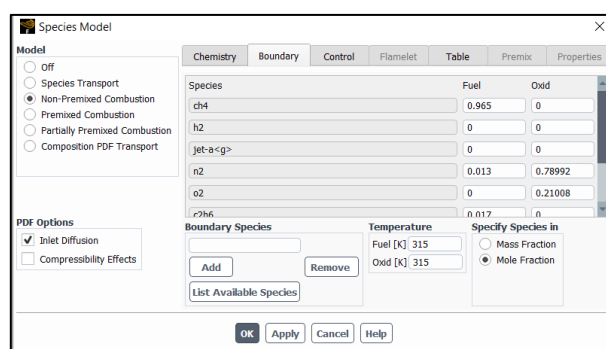 Species Model
Model
Off
Species Transport
Non-Premixed Combustion
Premixed Combustion
Partially Premixed Combustion
Composition PDF Transport
PDF Options
Inlet Diffusion
Compressibility Effects
Chemistry Boundary Control Flamelet Table Premix Properties
Species Fuel Oxid
ch4 0.965 0
h2 0 0
jet-a<g> 0 0
n2 0.013 0.78992
o2 0 0.21008
c2h6 0.017 0
Boundary Species
Add Remove
List Available Species
Temperature
Fuel [K] 315
Oxid [K] 315
Specify Species in
Mass Fraction
Mole Fraction
OK Apply Cancel Help